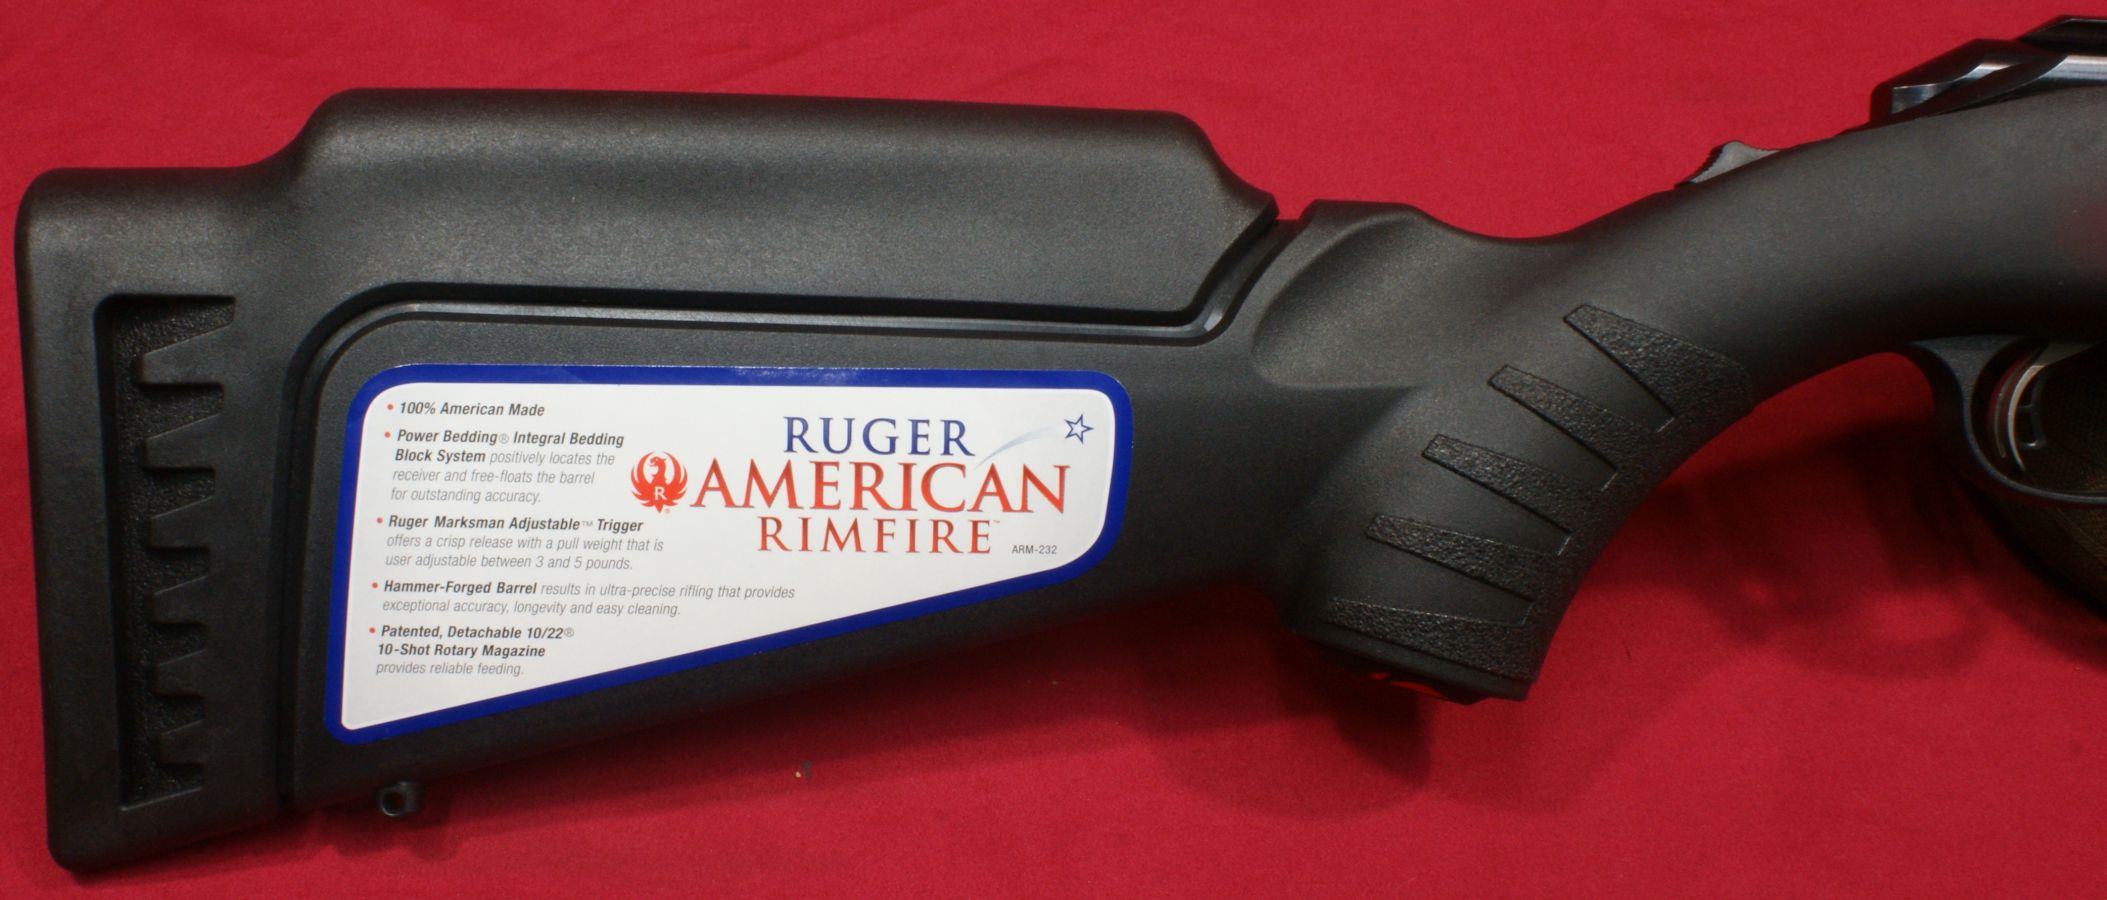 • 100% American Made
• Power Bedding® Integral Bedding
Block System positively locates the
receiver and free-floats the barrel
for outstanding accuracy.
• Ruger Marksman Adjustable™ Trigger
offers a crisp release with a pull weight that is
user adjustable between 3 and 5 pounds.
• Hammer-Forged Barrel results in ultra-precise rifling that provides
exceptional accuracy, longevity and easy cleaning.
• Patented, Detachable 10/22®
10-Shot Rotary Magazine
provides reliable feeding.
RUGER
R ® AMERICAN
RIMFIRE™
ARM-232